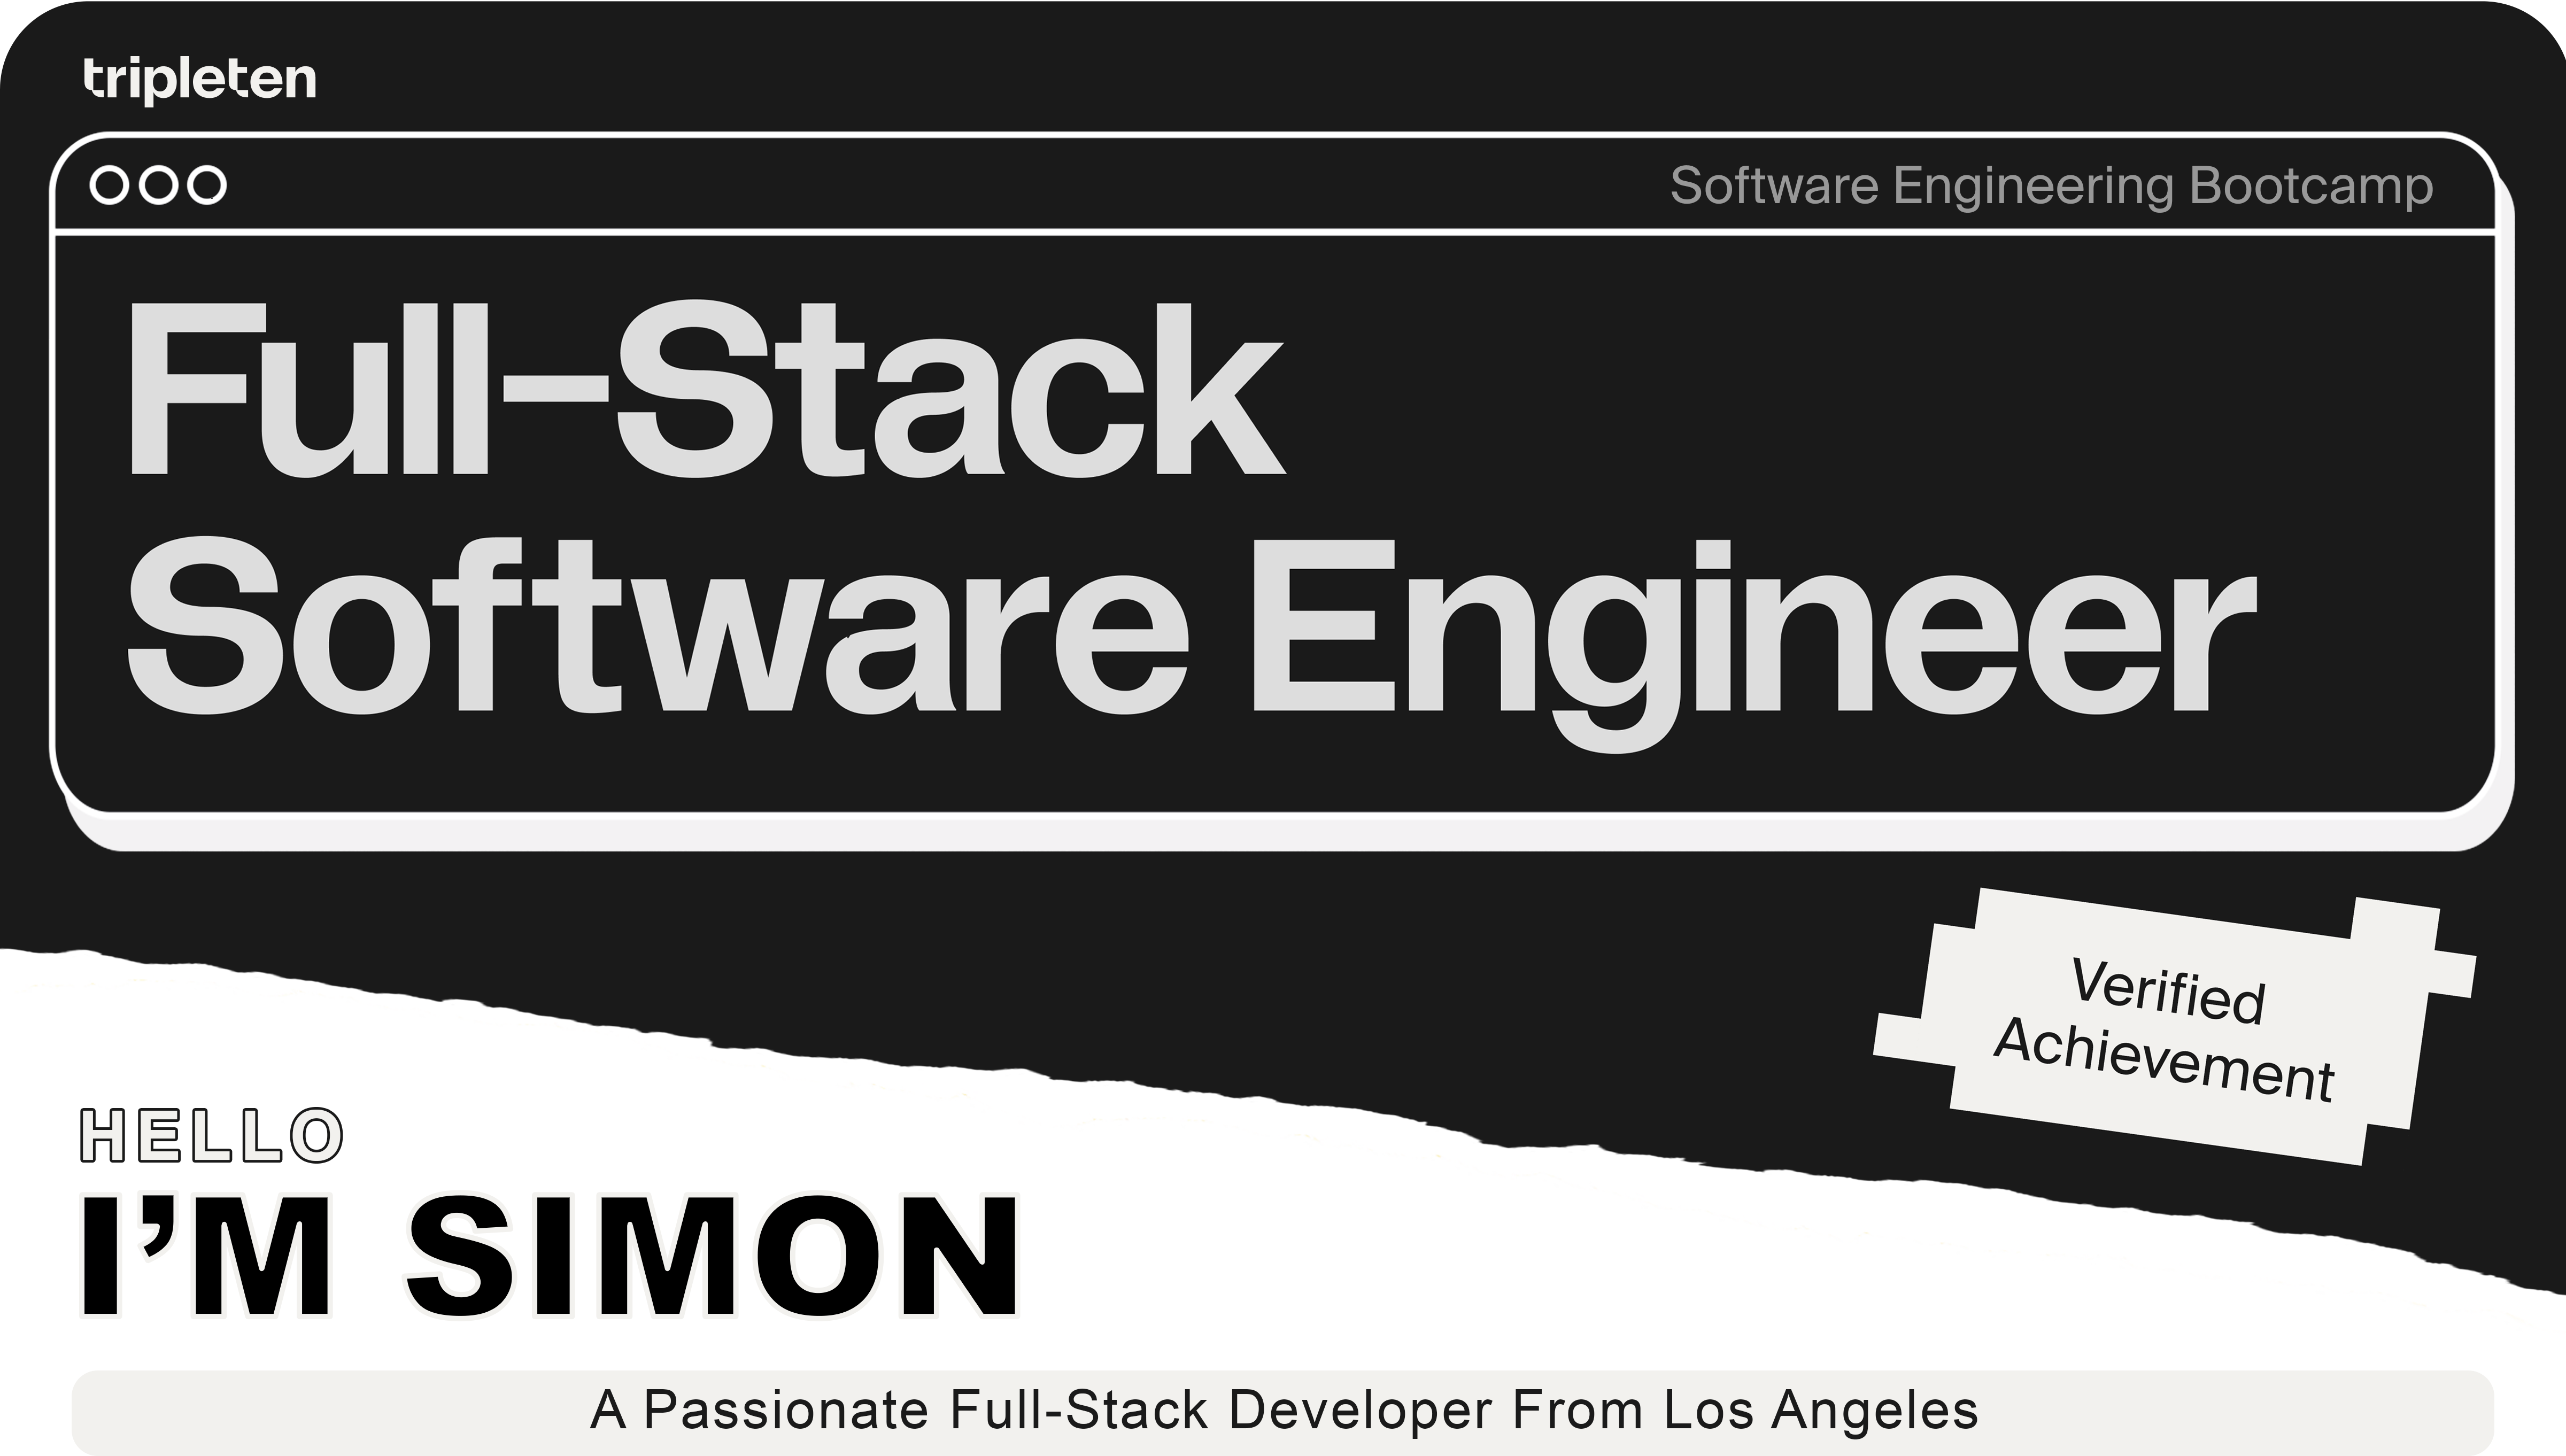 tripleten
Software Engineering Bootcamp
Full-Stack
Software Engineer
Verified
Achievement
HELLO
I’M SIMON
A Passionate Full-Stack Developer From Los Angeles